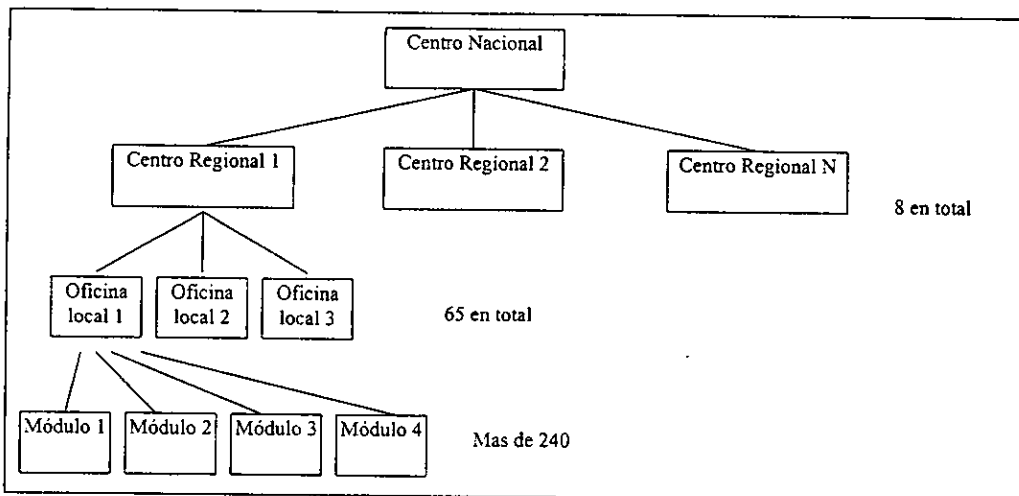 Centro Nacional
Centro Regional 1
Centro Regional 2
Centro Regional N
8 en total
Oficina
local 1
Oficina
local 2
Oficina
local 3
65 en total
Módulo 1
Módulo 2
Módulo 3
Módulo 4
Mas de 240